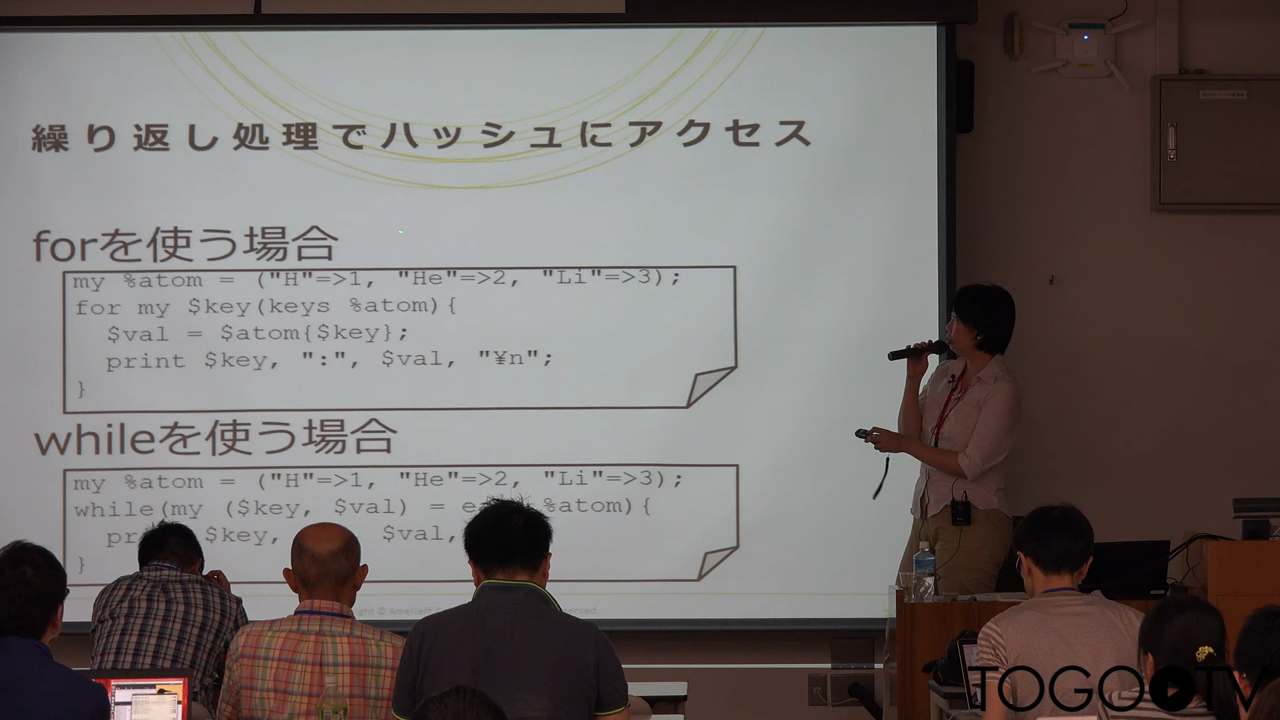 繰り返し処理でハッシュにアクセス
forを使う場合
my %atom = ("H"=>1, "He"=>2, "Li"=>3);
for my $key(keys %atom){
$val = $atom{$key};
print $key, ":", $val, "¥n";
}
whileを使う場合
my %atom = ("H"=>1, "He"=>2, "Li"=>3);
while(my ($key, $val) = %atom){
$key, $val,
}
TOGOTV